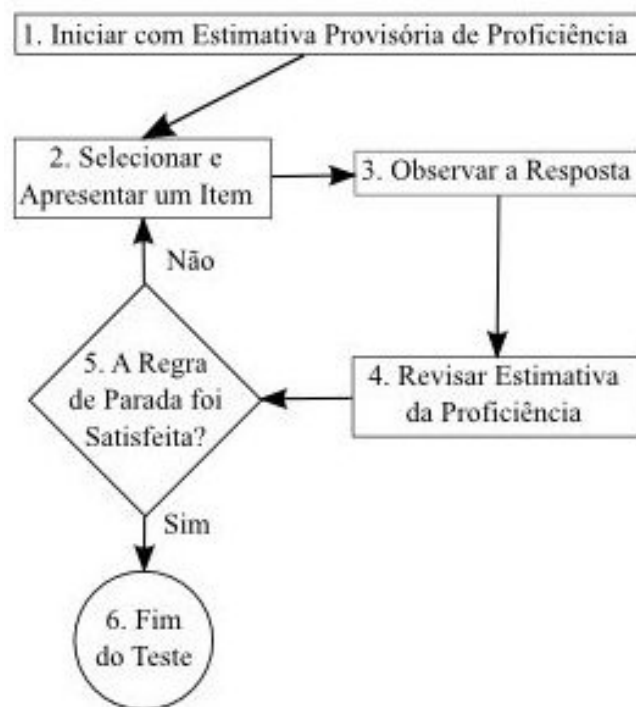 1. Iniciar com Estimativa Provisória de Proficiência
2. Selecionar e
Apresentar um Item
3. Observar a Resposta
4. Revisar Estimativa
da Proficiência
5. A Regra
de Parada foi
Satisfeita?
Não
Sim
6. Fim
do Teste